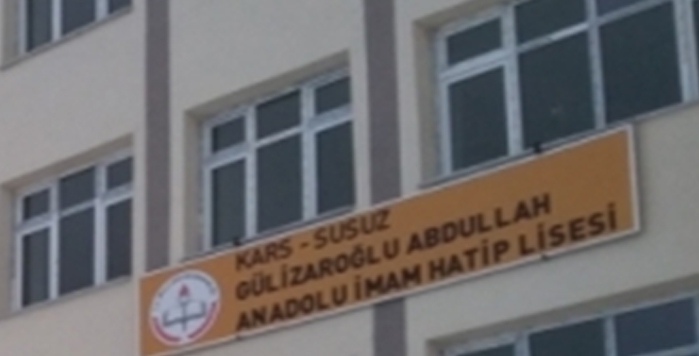 KARS - SUSUZ
GÜLİZAROĞLU ABDULLAH
ANADOLU İMAM HATİP LİSESİ